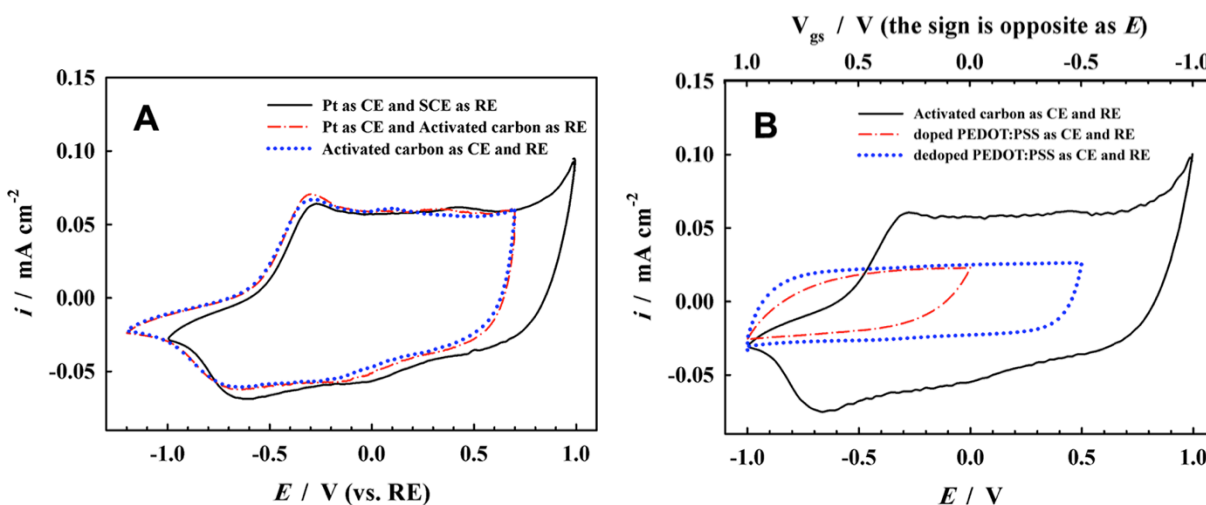 A
Pt as CE and SCE as RE
Pt as CE and Activated carbon as RE
Activated carbon as CE and RE
0.15
0.10
0.05
0.00
-0.05
i / mA cm-2
-1.0 -0.5 0.0 0.5 1.0
E / V (vs. RE)
Vgs / V (the sign is opposite as E)
1.0 0.5 0.0 -0.5 -1.0
B
Activated carbon as CE and RE
doped PEDOT:PSS as CE and RE
dedoped PEDOT:PSS as CE and RE
0.15
0.10
0.05
0.00
-0.05
i / mA cm-2
-1.0 -0.5 0.0 0.5 1.0
E / V